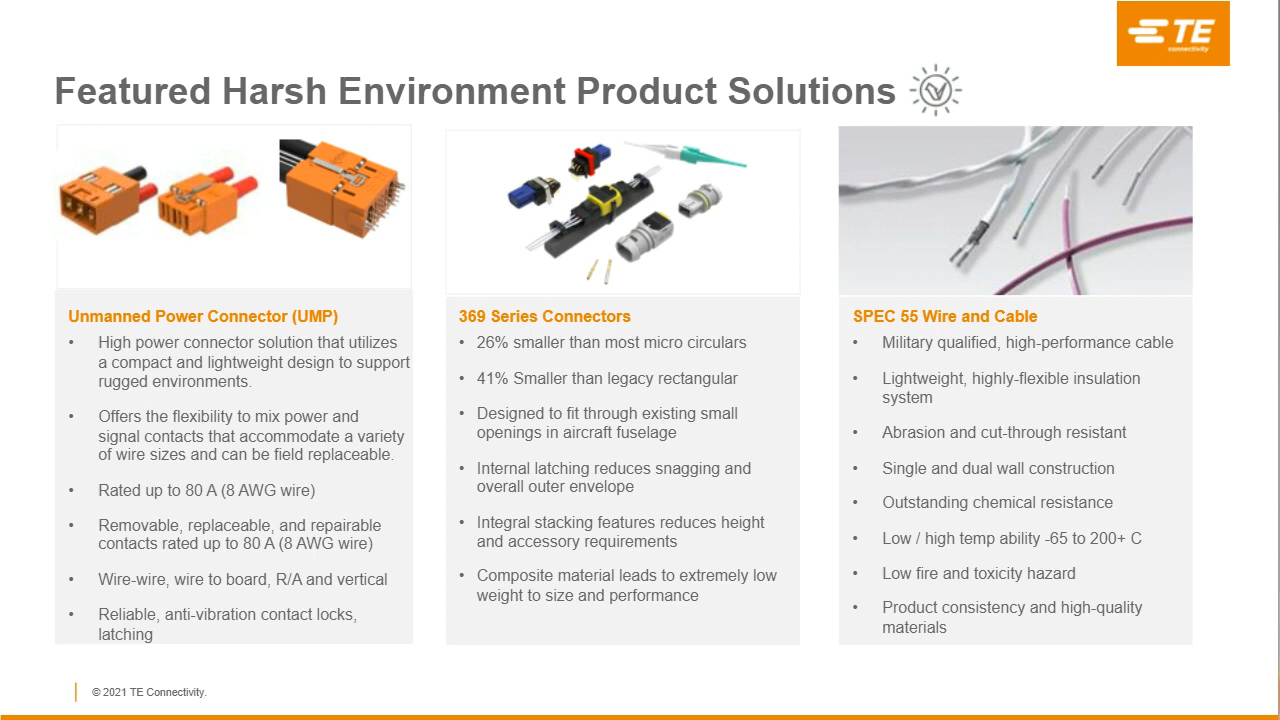 TE
connectivity
Featured Harsh Environment Product Solutions
Unmanned Power Connector (UMP)
• High power connector solution that utilizes
a compact and lightweight design to support
rugged environments.
• Offers the flexibility to mix power and
signal contacts that accommodate a variety
of wire sizes and can be field replaceable.
• Rated up to 80 A (8 AWG wire)
• Removable, replaceable, and repairable
contacts rated up to 80 A (8 AWG wire)
• Wire-wire, wire to board, R/A and vertical
• Reliable, anti-vibration contact locks,
latching
369 Series Connectors
• 26% smaller than most micro circulars
• 41% Smaller than legacy rectangular
• Designed to fit through existing small
openings in aircraft fuselage
• Internal latching reduces snagging and
overall outer envelope
• Integral stacking features reduces height
and accessory requirements
• Composite material leads to extremely low
weight to size and performance
SPEC 55 Wire and Cable
• Military qualified, high-performance cable
• Lightweight, highly-flexible insulation
system
• Abrasion and cut-through resistant
• Single and dual wall construction
• Outstanding chemical resistance
• Low / high temp ability -65 to 200+ C
• Low fire and toxicity hazard
• Product consistency and high-quality
materials
© 2021 TE Connectivity.